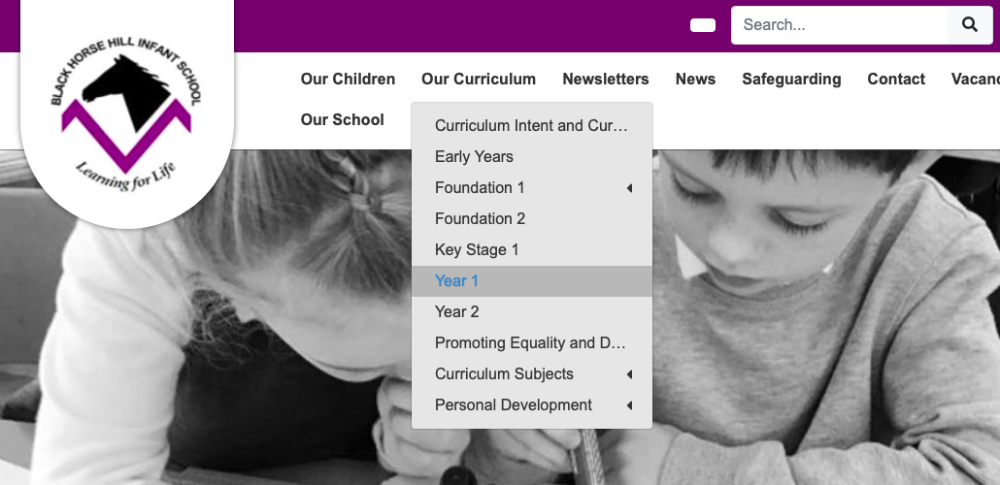 BLACK HORSE HILL INFANT SCHOOL
Learning for Life
Search...
Our Children
Our Curriculum
Newsletters
News
Safeguarding
Contact
Vacanc
Our School
Curriculum Intent and Cur…
Early Years
Foundation 1
Foundation 2
Key Stage 1
Year 1
Year 2
Promoting Equality and D…
Curriculum Subjects
Personal Development